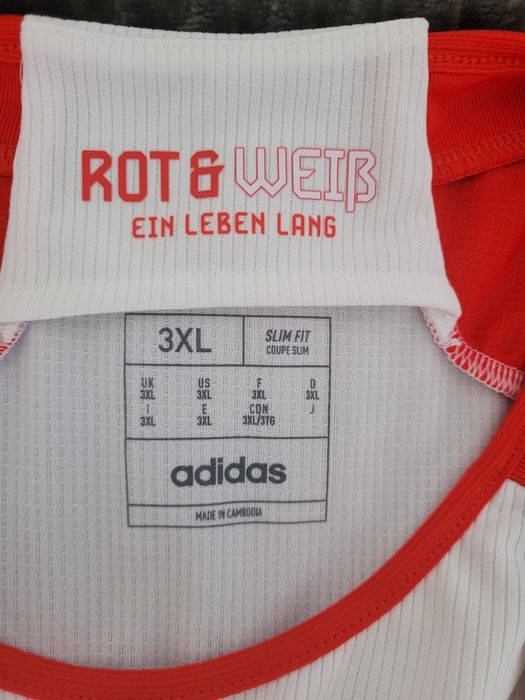 ROT & WEIß
EIN LEBEN LANG
3XL
SLIM FIT
COUPE SLIM
UK US F D
3XL 3XL 3XL 3XL
I E CDN J
3XL 3XL 3XL/3TG
adidas
MADE IN CAMBODIA